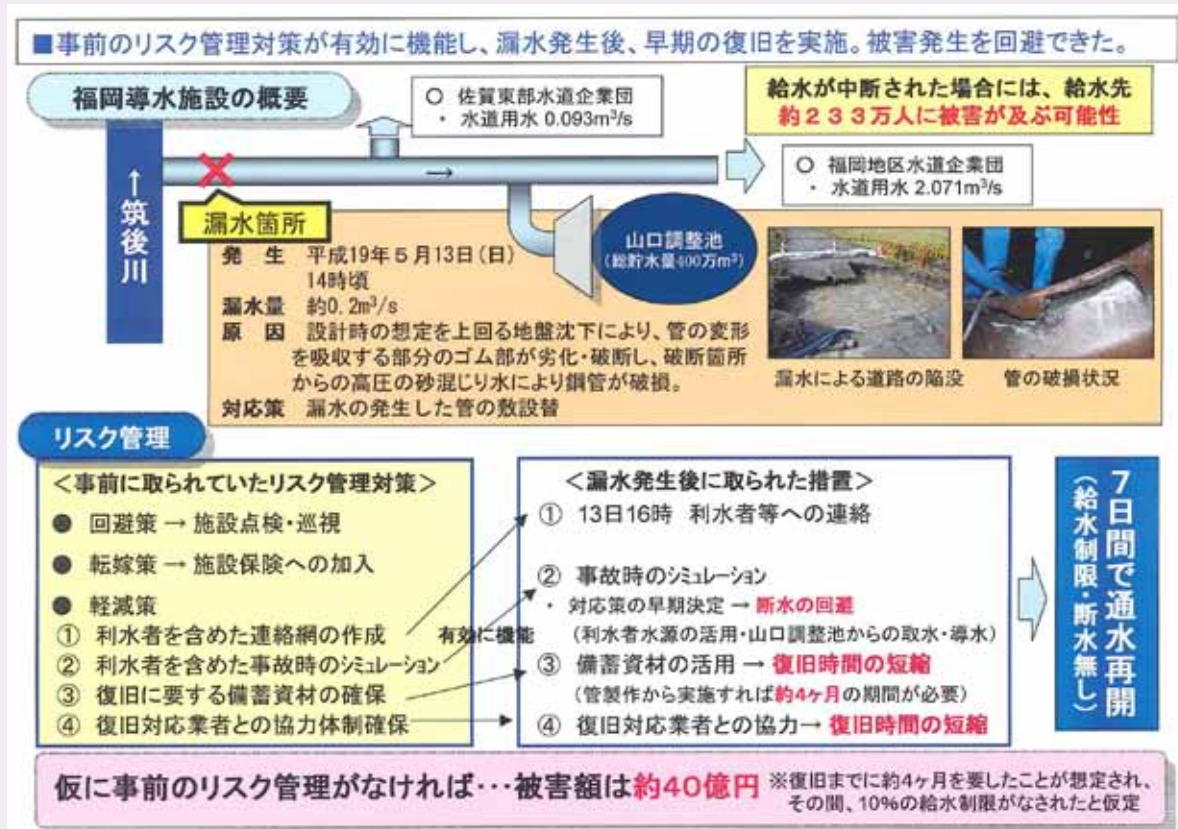 ■事前のリスク管理対策が有効に機能し、漏水発生後、早期の復旧を実施。被害発生を回避できた。
福岡導水施設の概要
○ 佐賀東部水道企業団
・ 水道用水 0.093m³/s
給水が中断された場合には、給水先
約233万人に被害が及ぶ可能性
→
○ 福岡地区水道企業団
・ 水道用水 2.071m³/s
↑筑後川
漏水箇所
山口調整池
(総貯水量400万m³)
発 生 平成19年5月13日(日)
14時頃
漏水量 約0.2m³/s
原 因 設計時の想定を上回る地盤沈下により、管の変形
を吸収する部分のゴム部が劣化・破断し、破断箇所
からの高圧の砂混じり水により鋼管が破損。
対応策 漏水の発生した管の敷設替
漏水による道路の陥没
管の破損状況
リスク管理
<事前に取られていたリスク管理対策>
● 回避策 → 施設点検・巡視
● 転嫁策 → 施設保険への加入
● 軽減策
① 利水者を含めた連絡網の作成
② 利水者を含めた事故時のシミュレーション
③ 復旧に要する備蓄資材の確保
④ 復旧対応業者との協力体制確保
有効に機能
<漏水発生後に取られた措置>
① 13日16時 利水者等への連絡
② 事故時のシミュレーション
・ 対応策の早期決定 → 断水の回避
(利水者水源の活用・山口調整池からの取水・導水)
③ 備蓄資材の活用 → 復旧時間の短縮
(管製作から実施すれば約4ヶ月の期間が必要)
④ 復旧対応業者との協力→ 復旧時間の短縮
7日間で通水再開
(給水制限・断水無し)
仮に事前のリスク管理がなければ…被害額は約40億円 ※復旧までに約4ヶ月を要したことが想定され、
その間、10%の給水制限がなされたと仮定